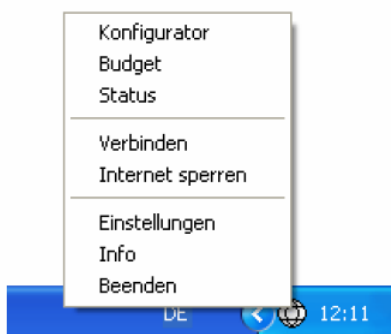 Konfigurator
Budget
Status
Verbinden
Internet sperren
Einstellungen
Info
Beenden
DE 12:11